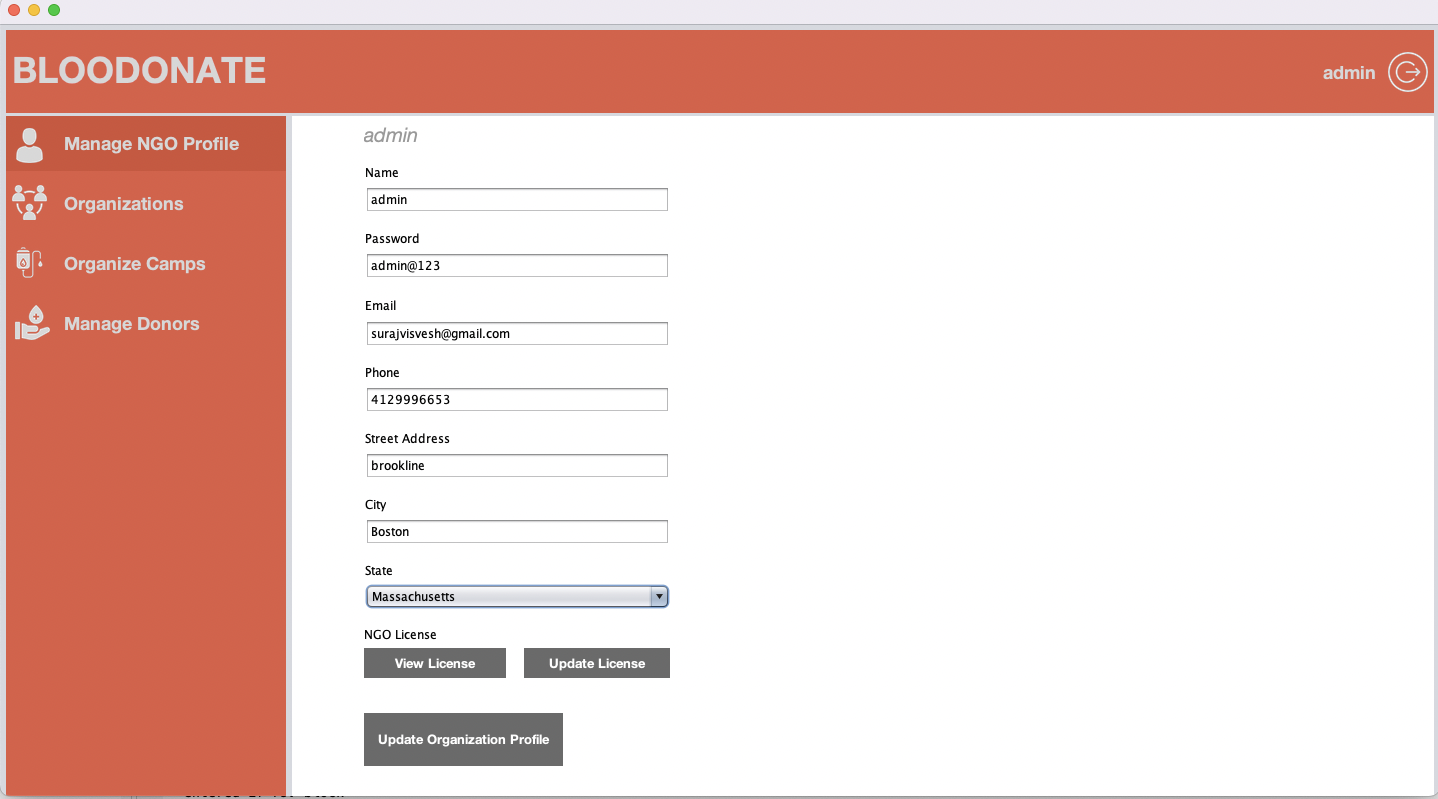 BLOODONATE
admin
Manage NGO Profile
Organizations
Organize Camps
Manage Donors
admin
Name
admin
Password
admin@123
Email
surajvisvesh@gmail.com
Phone
4129996653
Street Address
brookline
City
Boston
State
Massachusetts
NGO License
View License
Update License
Update Organization Profile